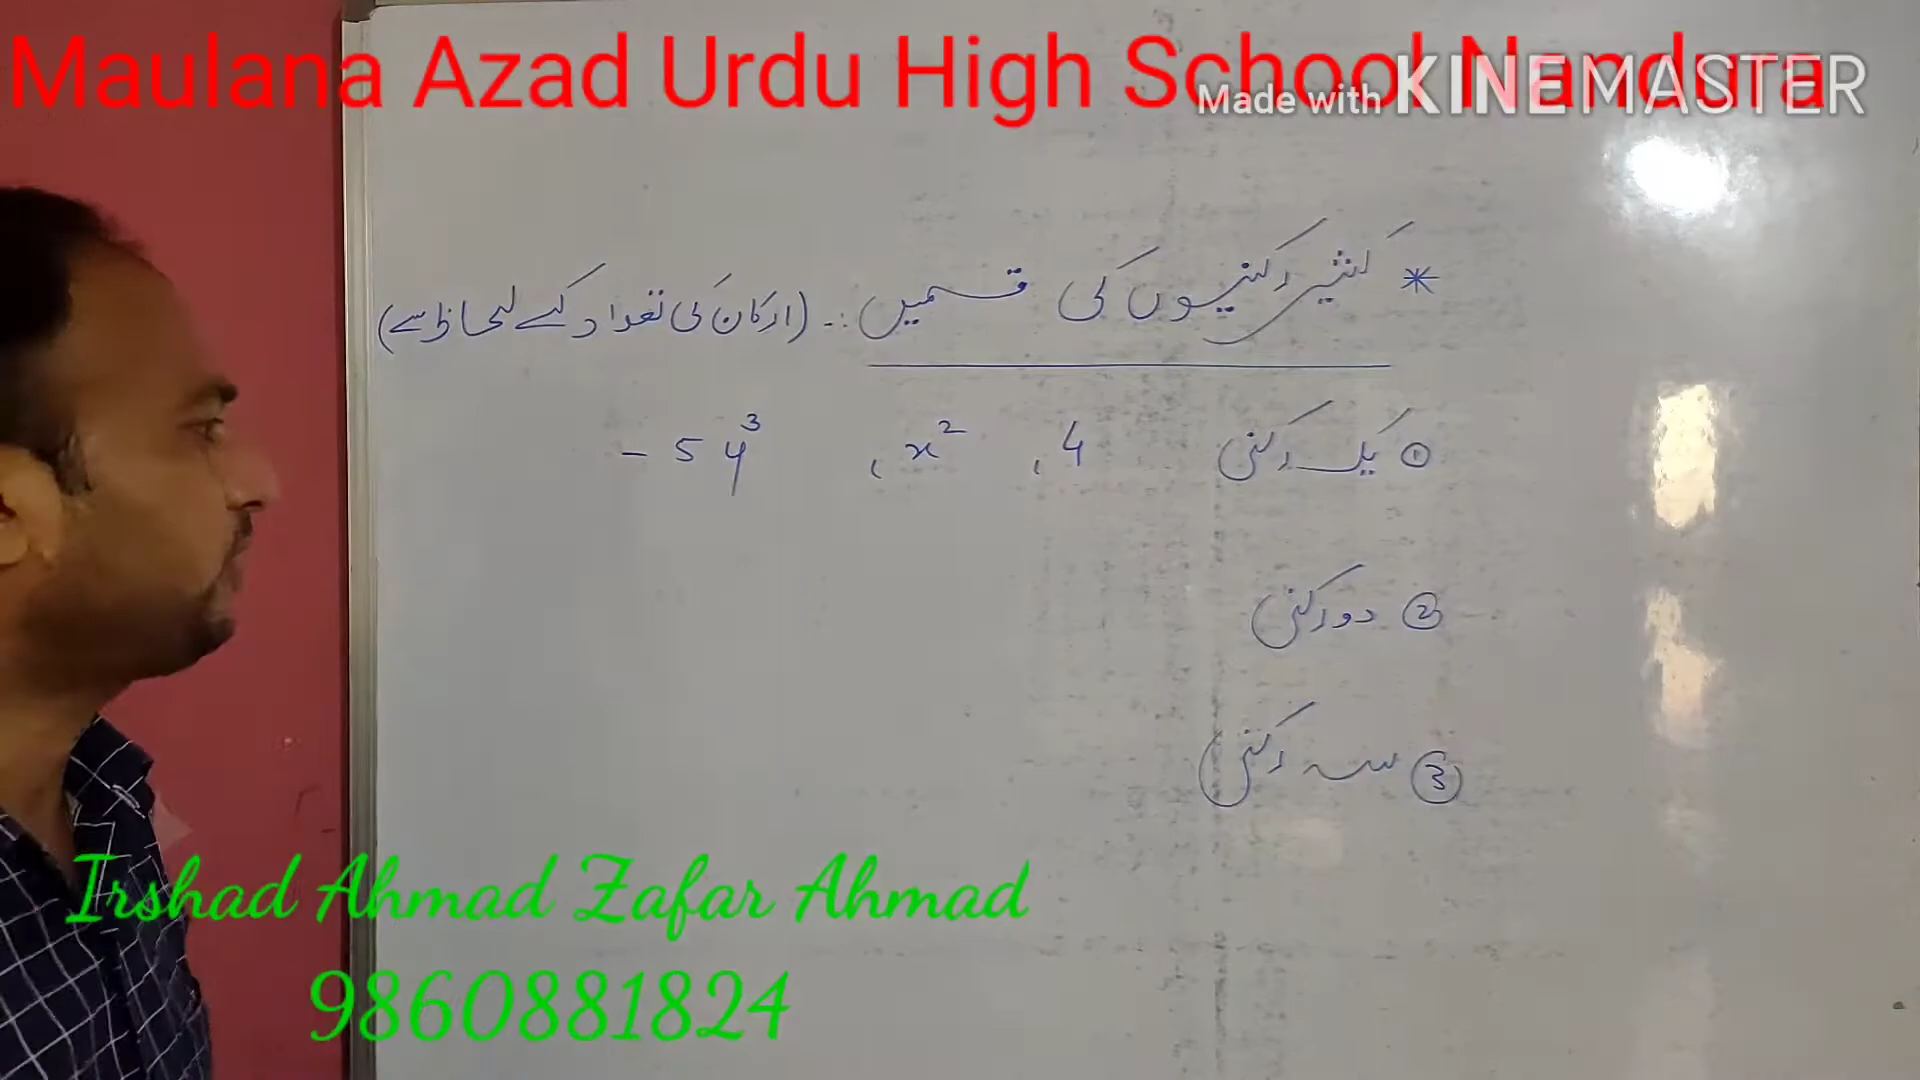 Maulana Azad Urdu High School Nandura
Made with KINEMASTER
* کثیر رکنیوں کی قسمیں :- (ارکان کی تعداد کے لحاظ سے)
① یک رکنی 4 , x² , - 5y³
② دو رکنی
③ سہ رکنی
Irshad Ahmad Zafar Ahmad
9860881824